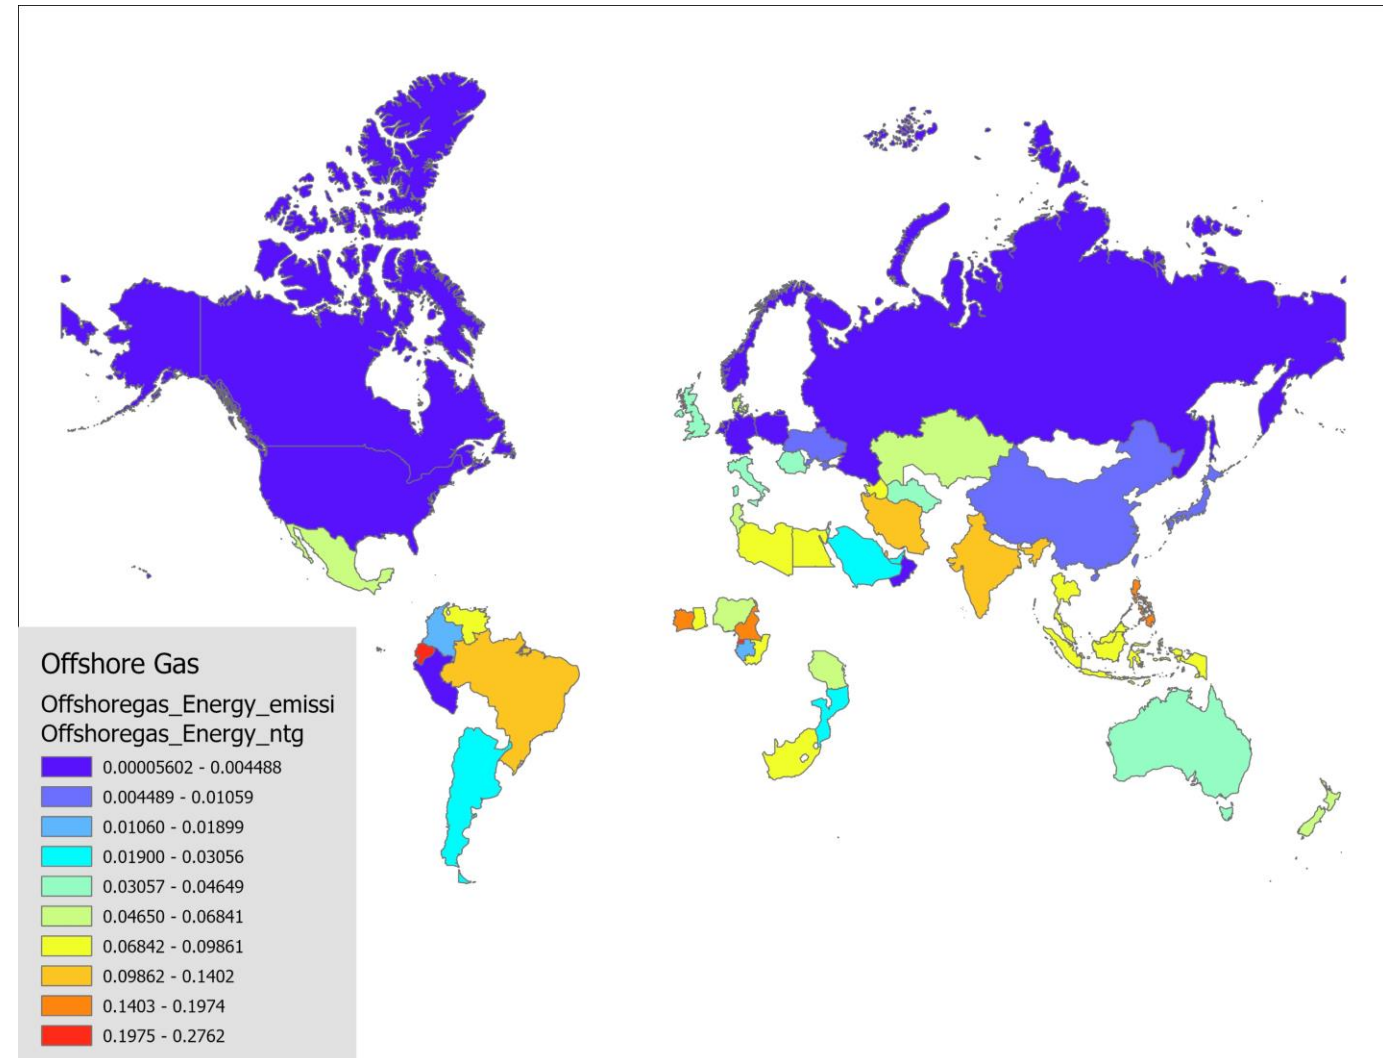 Offshore Gas
Offshoregas_Energy_emissi
Offshoregas_Energy_ntg
0.00005602 - 0.004488
0.004489 - 0.01059
0.01060 - 0.01899
0.01900 - 0.03056
0.03057 - 0.04649
0.04650 - 0.06841
0.06842 - 0.09861
0.09862 - 0.1402
0.1403 - 0.1974
0.1975 - 0.2762